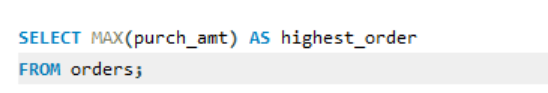 SELECT MAX(purch_amt) AS highest_order
FROM orders;